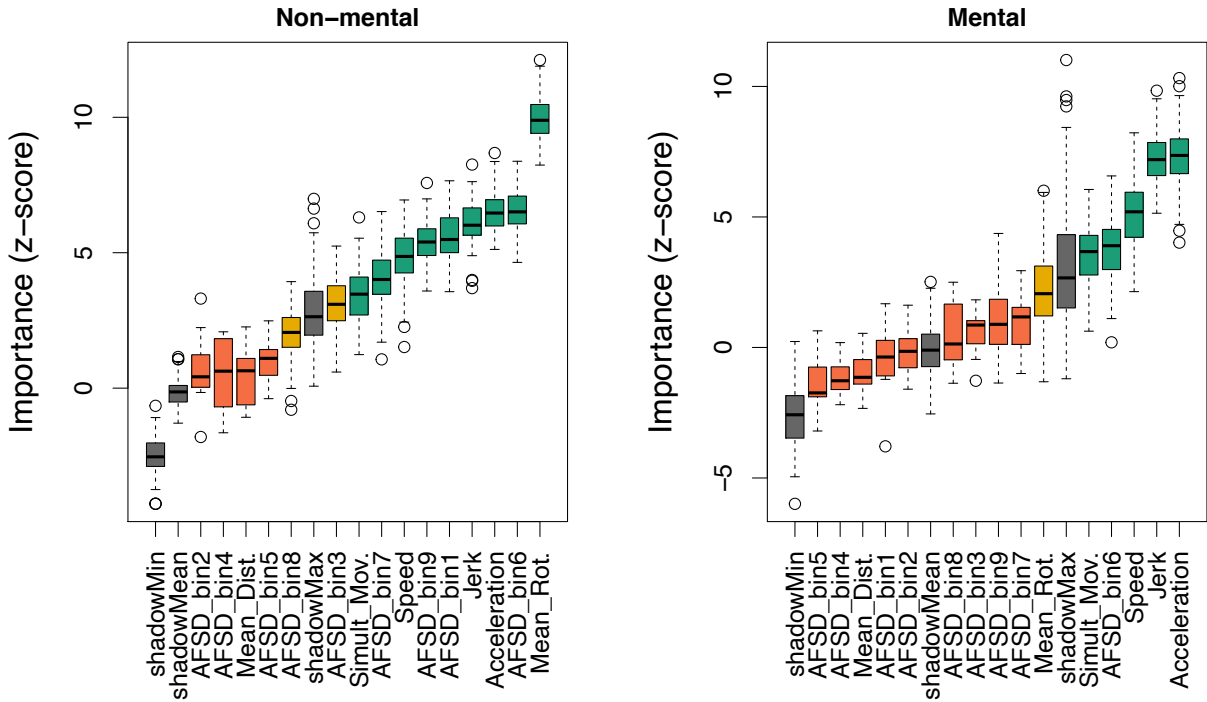 Non−mental
Importance (z−score)
0
5
10
shadowMin
shadowMean
AFSD_bin2
AFSD_bin4
Mean_Dist.
AFSD_bin5
AFSD_bin8
shadowMax
AFSD_bin3
Simult_Mov.
AFSD_bin7
Speed
AFSD_bin9
AFSD_bin1
Jerk
Acceleration
AFSD_bin6
Mean_Rot.
Mental
Importance (z−score)
−5
0
5
10
shadowMin
AFSD_bin5
AFSD_bin4
Mean_Dist.
AFSD_bin1
AFSD_bin2
shadowMean
AFSD_bin8
AFSD_bin3
AFSD_bin9
AFSD_bin7
Mean_Rot.
shadowMax
Simult_Mov.
AFSD_bin6
Speed
Jerk
Acceleration